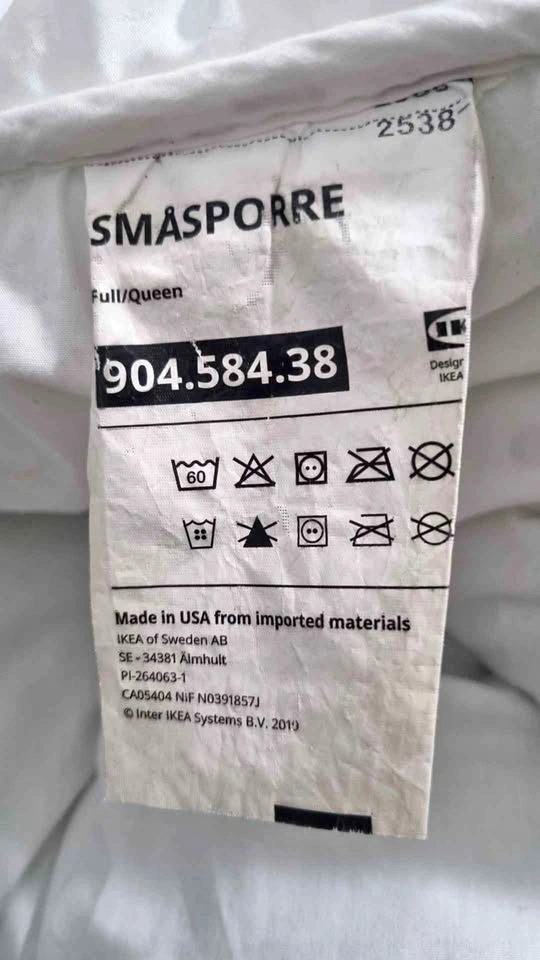 2538
SMÅSPORRE
Full/Queen
904.584.38
Design
IKEA
60
Made in USA from imported materials
IKEA of Sweden AB
SE - 34381 Älmhult
PI-264063-1
CA05404 NIF N0391857J
© Inter IKEA Systems B.V. 2019